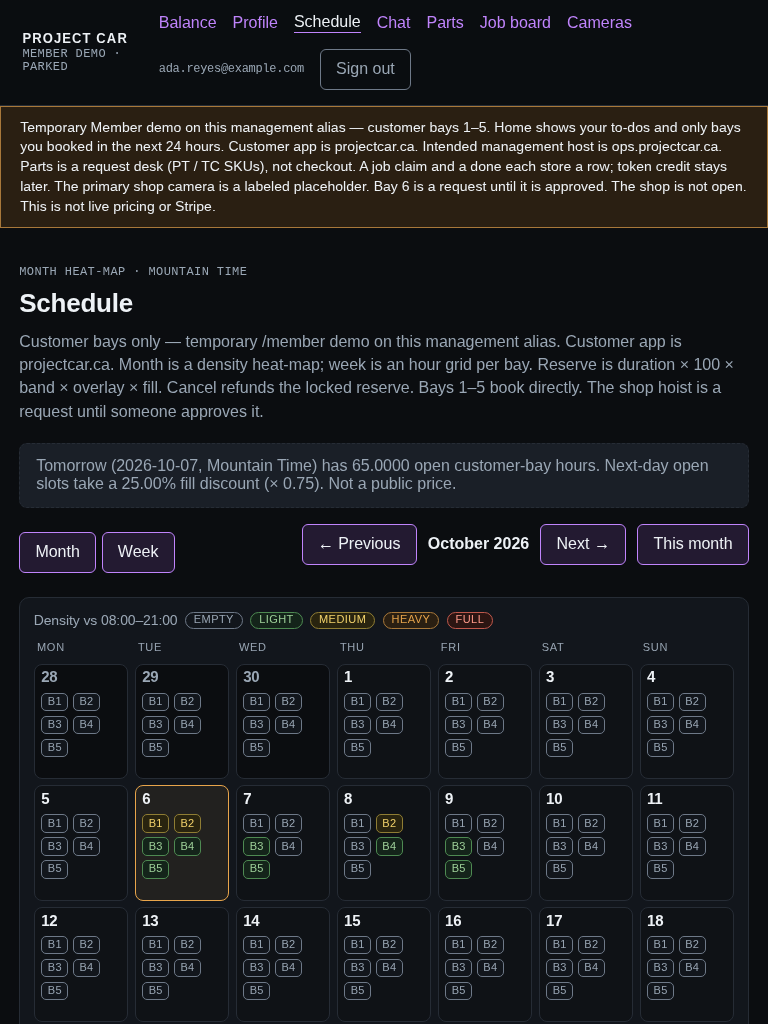 PROJECT CAR
MEMBER DEMO ·
PARKED
Balance Profile Schedule Chat Parts Job board Cameras
ada.reyes@example.com Sign out
Temporary Member demo on this management alias — customer bays 1–5. Home shows your to-dos and only bays
you booked in the next 24 hours. Customer app is projectcar.ca. Intended management host is ops.projectcar.ca.
Parts is a request desk (PT / TC SKUs), not checkout. A job claim and a done each store a row; token credit stays
later. The primary shop camera is a labeled placeholder. Bay 6 is a request until it is approved. The shop is not open.
This is not live pricing or Stripe.
MONTH HEAT-MAP · MOUNTAIN TIME
Schedule
Customer bays only — temporary /member demo on this management alias. Customer app is
projectcar.ca. Month is a density heat-map; week is an hour grid per bay. Reserve is duration × 100 ×
band × overlay × fill. Cancel refunds the locked reserve. Bays 1–5 book directly. The shop hoist is a
request until someone approves it.
Tomorrow (2026-10-07, Mountain Time) has 65.0000 open customer-bay hours. Next-day open
slots take a 25.00% fill discount (× 0.75). Not a public price.
Month Week ← Previous October 2026 Next → This month
Density vs 08:00–21:00 EMPTY LIGHT MEDIUM HEAVY FULL
MON TUE WED THU FRI SAT SUN
28 29 30 1 2 3 4
B1 B2 B1 B2 B1 B2 B1 B2 B1 B2 B1 B2 B1 B2
B3 B4 B3 B4 B3 B4 B3 B4 B3 B4 B3 B4 B3 B4
B5 B5 B5 B5 B5 B5 B5
5 6 7 8 9 10 11
B1 B2 B1 B2 B1 B2 B1 B2 B1 B2 B1 B2 B1 B2
B3 B4 B3 B4 B3 B4 B3 B4 B3 B4 B3 B4 B3 B4
B5 B5 B5 B5 B5 B5 B5
12 13 14 15 16 17 18
B1 B2 B1 B2 B1 B2 B1 B2 B1 B2 B1 B2 B1 B2
B3 B4 B3 B4 B3 B4 B3 B4 B3 B4 B3 B4 B3 B4
B5 B5 B5 B5 B5 B5 B5